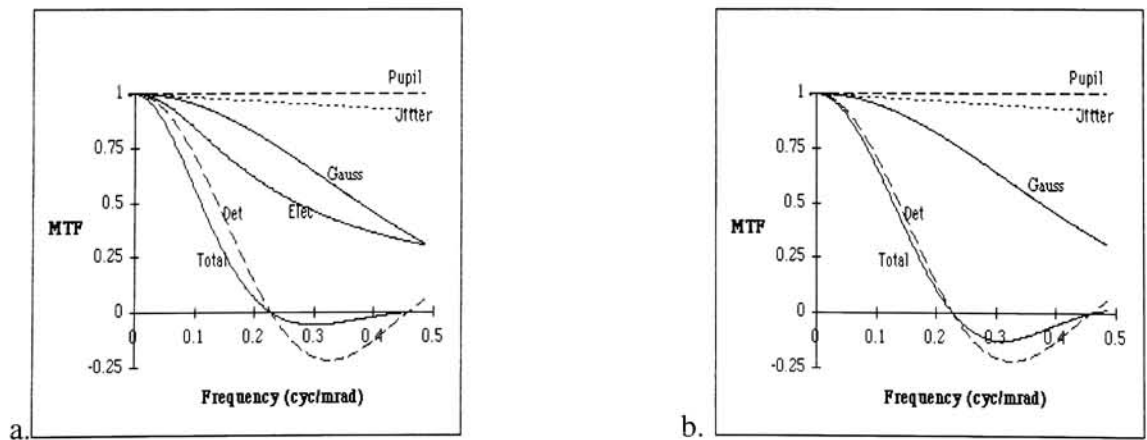 Pupil
1
Jitter
0.75
Gauss
0.5
Det
Elec
MTF
0.25
Total
0
0 0.1 0.2 0.3 0.4 0.5
-0.25
Frequency (cyc/mrad)
a.
Pupil
1
Jitter
0.75
Gauss
0.5
Det
MTF
0.25
Total
0
0 0.1 0.2 0.3 0.4 0.5
-0.25
Frequency (cyc/mrad)
b.